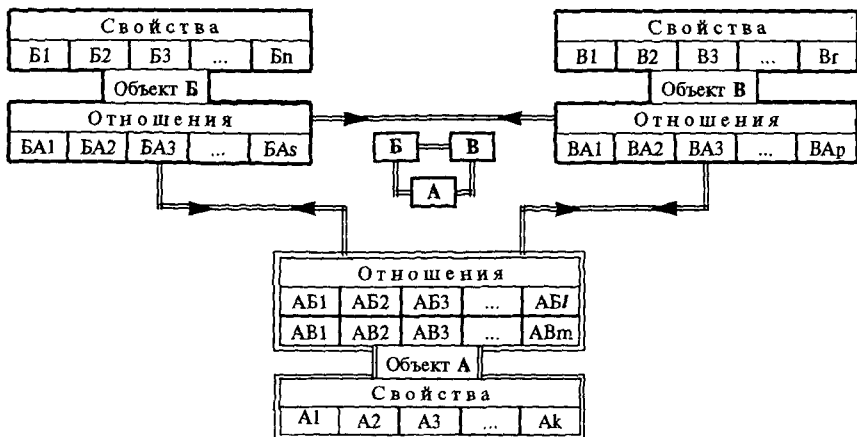 Свойства
Б1 Б2 Б3 ... Бn
Объект Б
Отношения
БА1 БА2 БА3 ... БАs
Свойства
В1 В2 В3 ... Вr
Объект В
Отношения
ВА1 ВА2 ВА3 ... ВАp
Б В
А
Отношения
АБ1 АБ2 АБ3 ... АБl
АВ1 АВ2 АВ3 ... АВm
Объект А
Свойства
А1 А2 А3 ... Аk